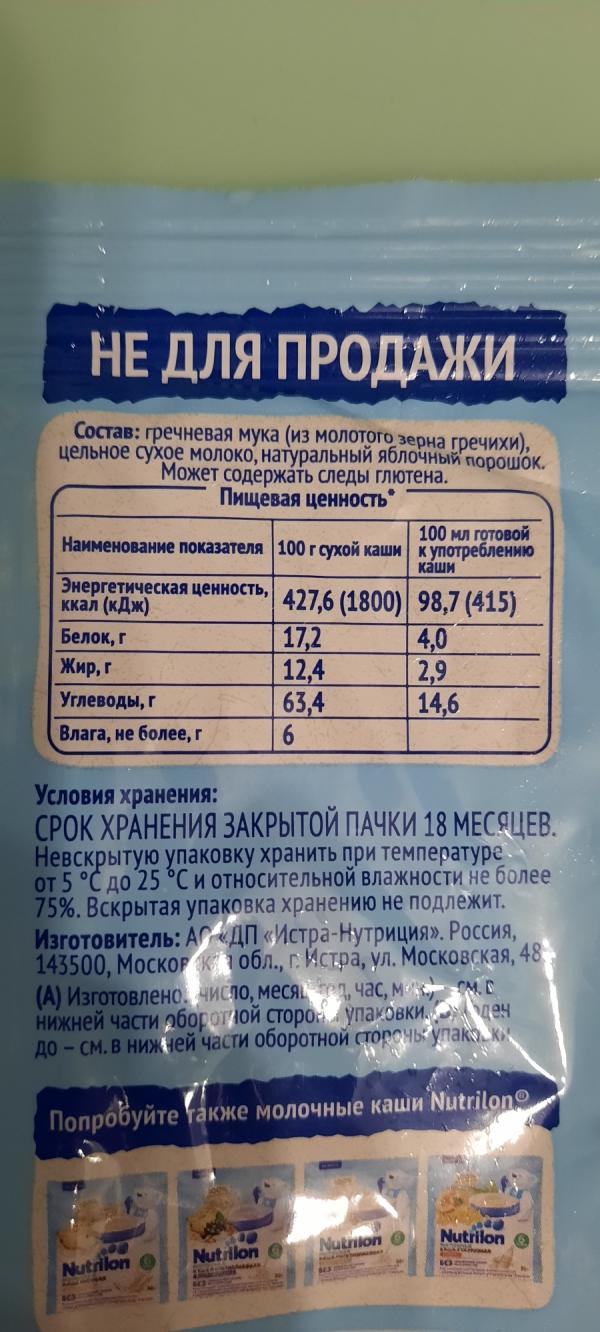 НЕ ДЛЯ ПРОДАЖИ
Состав: гречневая мука (из молотого зерна гречихи),
цельное сухое молоко, натуральный яблочный порошок.
Может содержать следы глютена.
Пищевая ценность*
Наименование показателя 100 г сухой каши 100 мл готовой
к употреблению
каши
Энергетическая ценность,
ккал (кДж) 427,6 (1800) 98,7 (415)
Белок, г 17,2 4,0
Жир, г 12,4 2,9
Углеводы, г 63,4 14,6
Влага, не более, г 6
Условия хранения:
СРОК ХРАНЕНИЯ ЗАКРЫТОЙ ПАЧКИ 18 МЕСЯЦЕВ.
Невскрытую упаковку хранить при температуре
от 5 °C до 25 °C и относительной влажности не более
75%. Вскрытая упаковка хранению не подлежит.
Изготовитель: АО «ДП «Истра-Нутриция». Россия,
143500, Московская обл., г. Истра, ул. Московская, 48.
(А) Изготовлено: число, месяц, год, час, мин.) – см. в
нижней части оборотной стороны упаковки. (В) Годен
до – см. в нижней части оборотной стороны упаковки
Попробуйте также молочные каши Nutrilon®
Nutrilon Nutrilon Nutrilon Nutrilon
БЕЗ БЕЗ БЕЗ БЕЗ